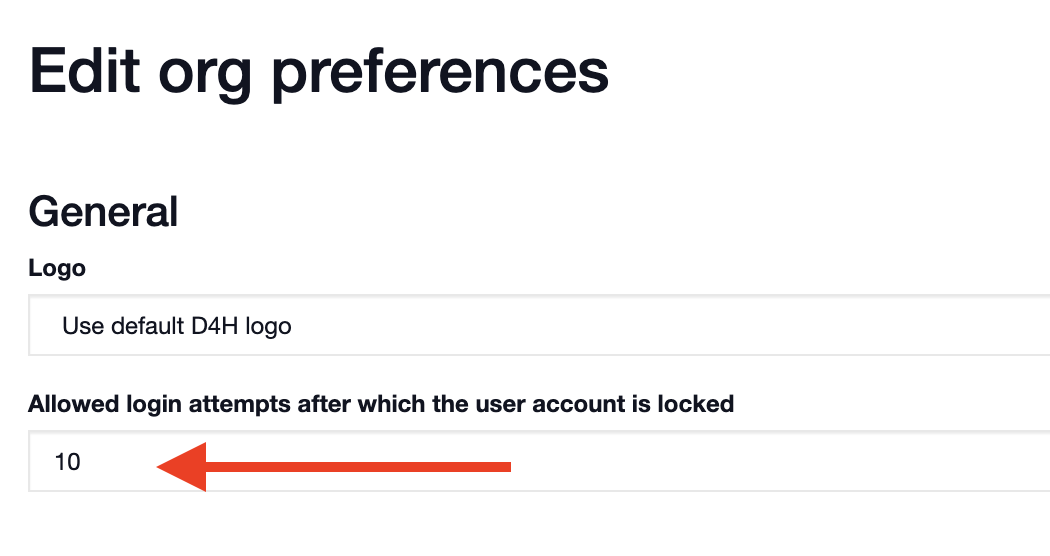 Edit org preferences
General
Logo
Use default D4H logo
Allowed login attempts after which the user account is locked
10